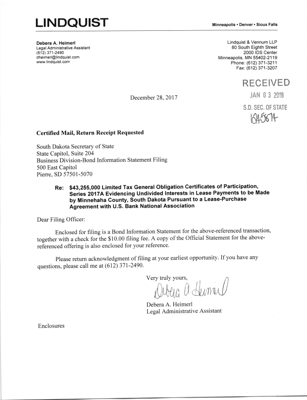 LINDQUIST
Minneapolis • Denver • Sioux Falls
Debera A. Heimerl
Legal Administrative Assistant
(612) 371-2490
dheimerl@lindquist.com
www.lindquist.com
Lindquist & Vennum LLP
80 South Eighth Street
2000 IDS Center
Minneapolis, MN 55402-2119
Phone: (612) 371-3211
Fax: (612) 371-3207
RECEIVED
JAN 03 2018
S.D. SEC. OF STATE
December 28, 2017
Certified Mail, Return Receipt Requested
South Dakota Secretary of State
State Capitol, Suite 204
Business Division-Bond Information Statement Filing
500 East Capitol
Pierre, SD 57501-5070
Re: $43,255,000 Limited Tax General Obligation Certificates of Participation,
Series 2017A Evidencing Undivided Interests in Lease Payments to be Made
by Minnehaha County, South Dakota Pursuant to a Lease-Purchase
Agreement with U.S. Bank National Association
Dear Filing Officer:
Enclosed for filing is a Bond Information Statement for the above-referenced transaction,
together with a check for the $10.00 filing fee. A copy of the Official Statement for the above-
referenced offering is also enclosed for your reference.
Please return acknowledgment of filing at your earliest opportunity. If you have any
questions, please call me at (612) 371-2490.
Very truly yours,
Debera A Heimerl
Debera A. Heimerl
Legal Administrative Assistant
Enclosures